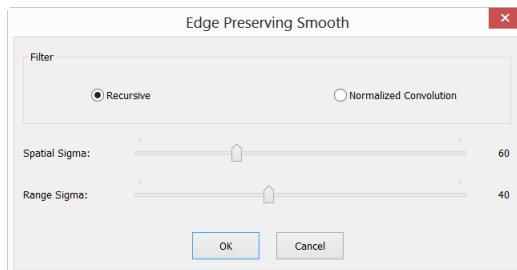 Edge Preserving Smooth
Filter
Recursive
Normalized Convolution
Spatial Sigma:
60
Range Sigma:
40
OK
Cancel